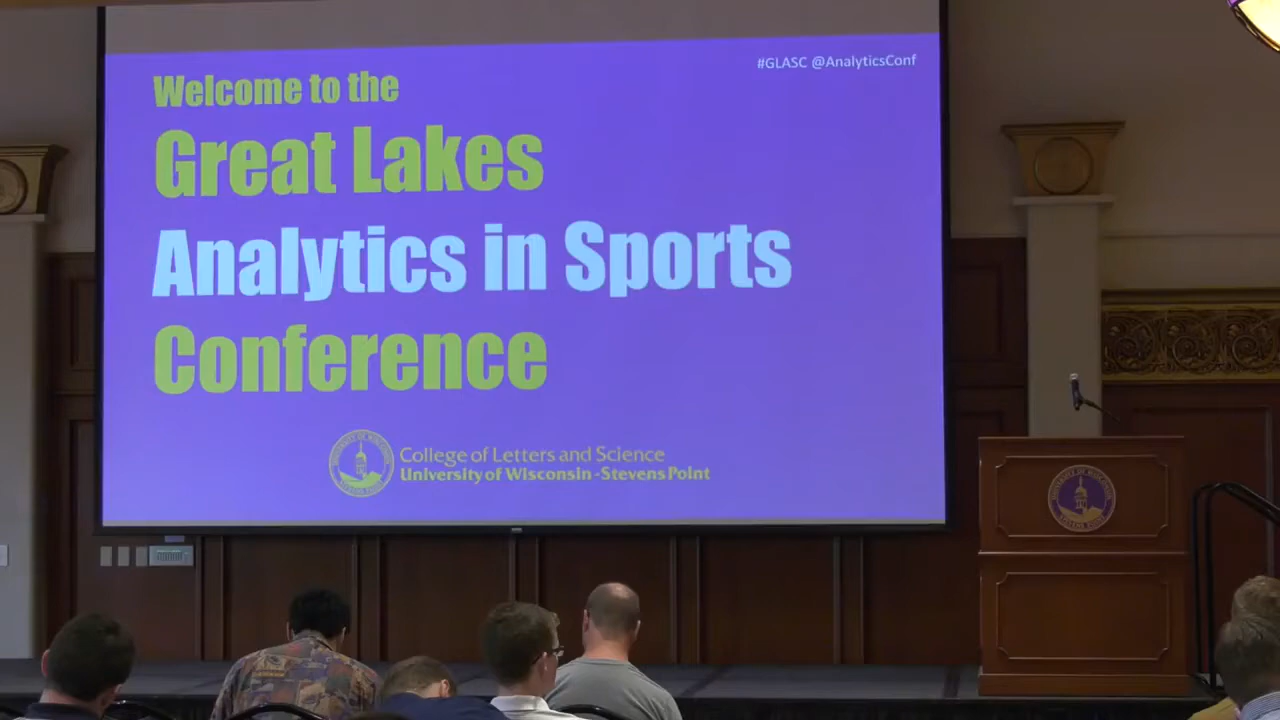 #GLASC @AnalyticsConf
Welcome to the
Great Lakes
Analytics in Sports
Conference
College of Letters and Science
University of Wisconsin-Stevens Point